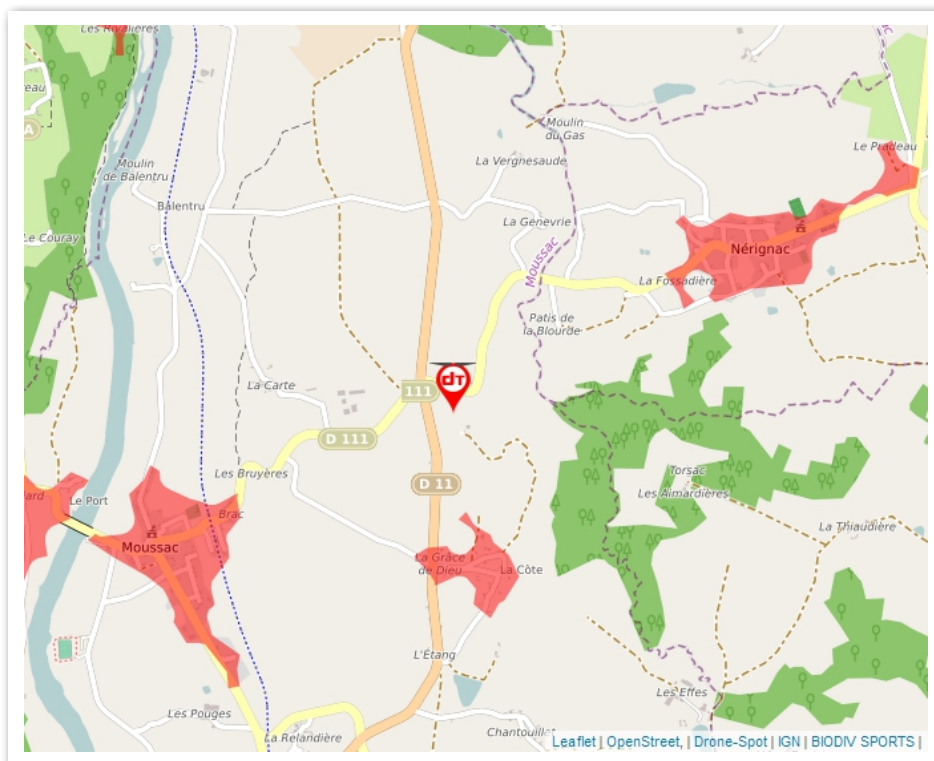 Les Rivalières
eau
A
Moulin
du Gas
Le Pradeau
La Vergnesaude
Moulin
de Balentru
Balentru
La Genevrie
Le Couray
Moussac
Nérignac
La Fossadière
Patis de
la Blourde
dT
La Carte
111
D 111
Les Bruyères
D 11
Torsac
Les Aimardières
ard
Le Port
Brac
La Thiaudière
Moussac
La Grâce
de Dieu
La Côte
L'Étang
Les Effes
Les Pouges
La Relandière
Chantouillet
Leaflet | OpenStreet, | Drone-Spot | IGN | BIODIV SPORTS |